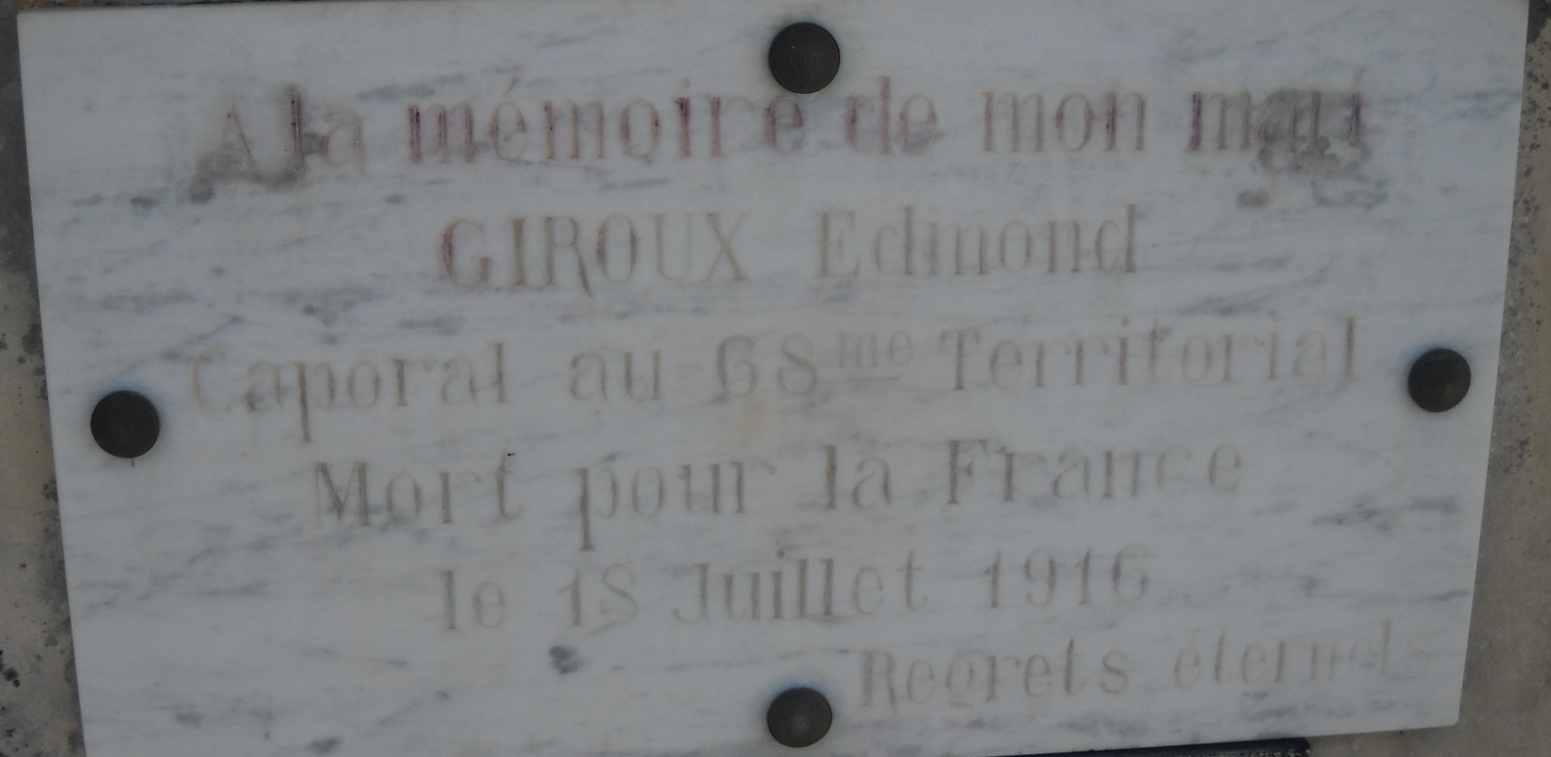 A la mémoire de mon mari
GIROUX Edmond
Caporal au 68me Territorial
Mort pour la France
le 18 Juillet 1916
Regrets éternels